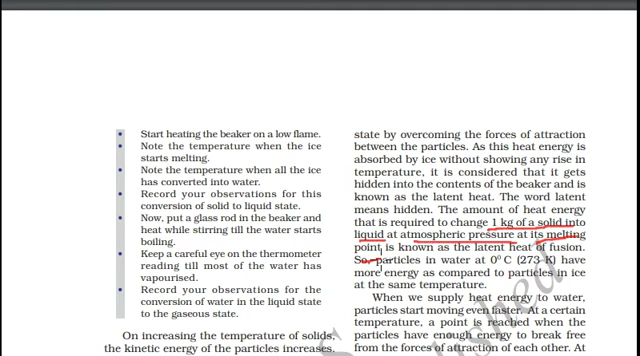 Start heating the beaker on a low flame.
Note the temperature when the ice
starts melting.
Note the temperature when all the ice
has converted into water.
Record your observations for this
conversion of solid to liquid state.
Now, put a glass rod in the beaker and
heat while stirring till the water starts
boiling.
Keep a careful eye on the thermometer
reading till most of the water has
vapourised.
Record your observations for the
conversion of water in the liquid state
to the gaseous state.
On increasing the temperature of solids,
the kinetic energy of the particles increases.
state by overcoming the forces of attraction
between the particles. As this heat energy is
absorbed by ice without showing any rise in
temperature, it is considered that it gets
hidden into the contents of the beaker and is
known as the latent heat. The word latent
means hidden. The amount of heat energy
that is required to change 1 kg of a solid into
liquid at atmospheric pressure at its melting
point is known as the latent heat of fusion.
So, particles in water at 0⁰ C (273 K) have
more energy as compared to particles in ice
at the same temperature.
When we supply heat energy to water,
particles start moving even faster. At a certain
temperature, a point is reached when the
particles have enough energy to break free
from the forces of attraction of each other. At